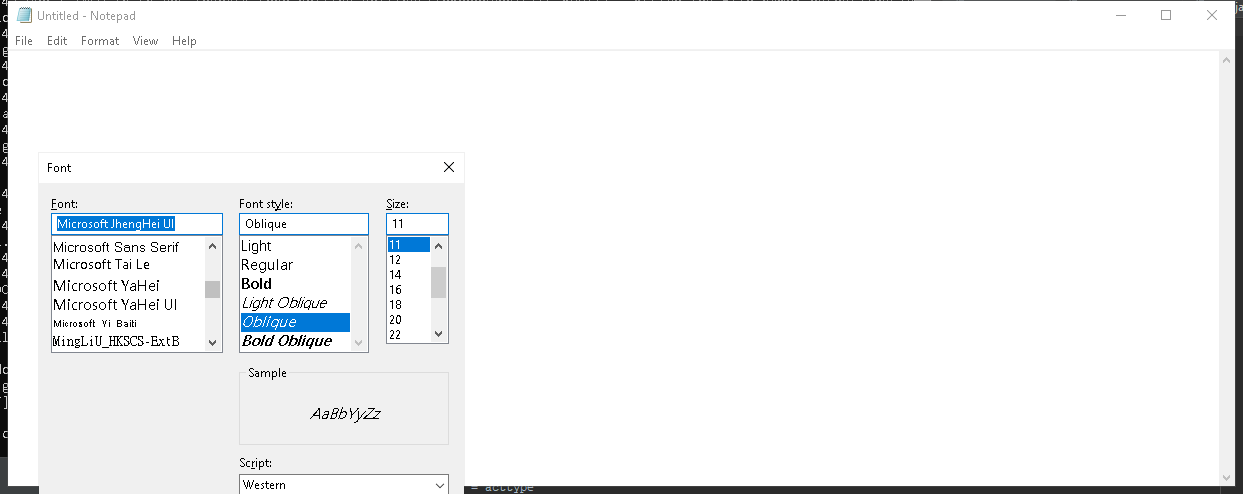 Untitled - Notepad
File Edit Format View Help
Font
Font: Font style: Size:
Microsoft JhengHei UI Oblique 11
Microsoft Sans Serif
Microsoft Tai Le
Microsoft YaHei
Microsoft YaHei UI
Microsoft Yi Baiti
MingLiU_HKSCS-ExtB
Light
Regular
Bold
Light Oblique
Oblique
Bold Oblique
11
12
14
16
18
20
22
Sample
AaBbYyZz
Script:
Western
= acttype